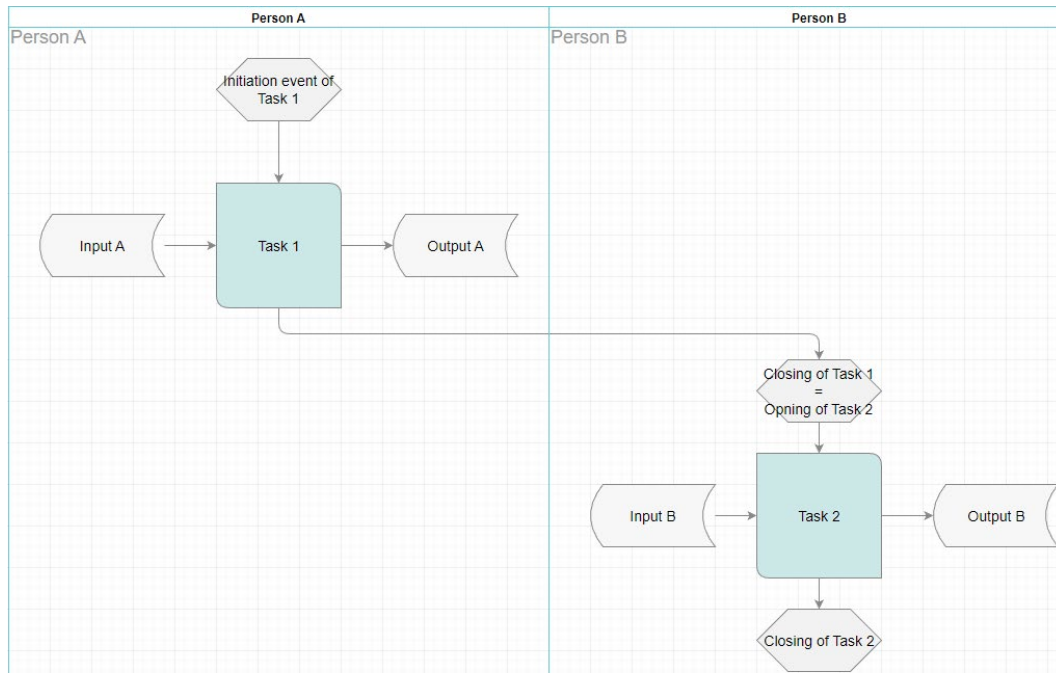 Person A
Person B
Person A
Person B
Initiation event of
Task 1
Input A
Task 1
Output A
Closing of Task 1
=
Opning of Task 2
Input B
Task 2
Output B
Closing of Task 2